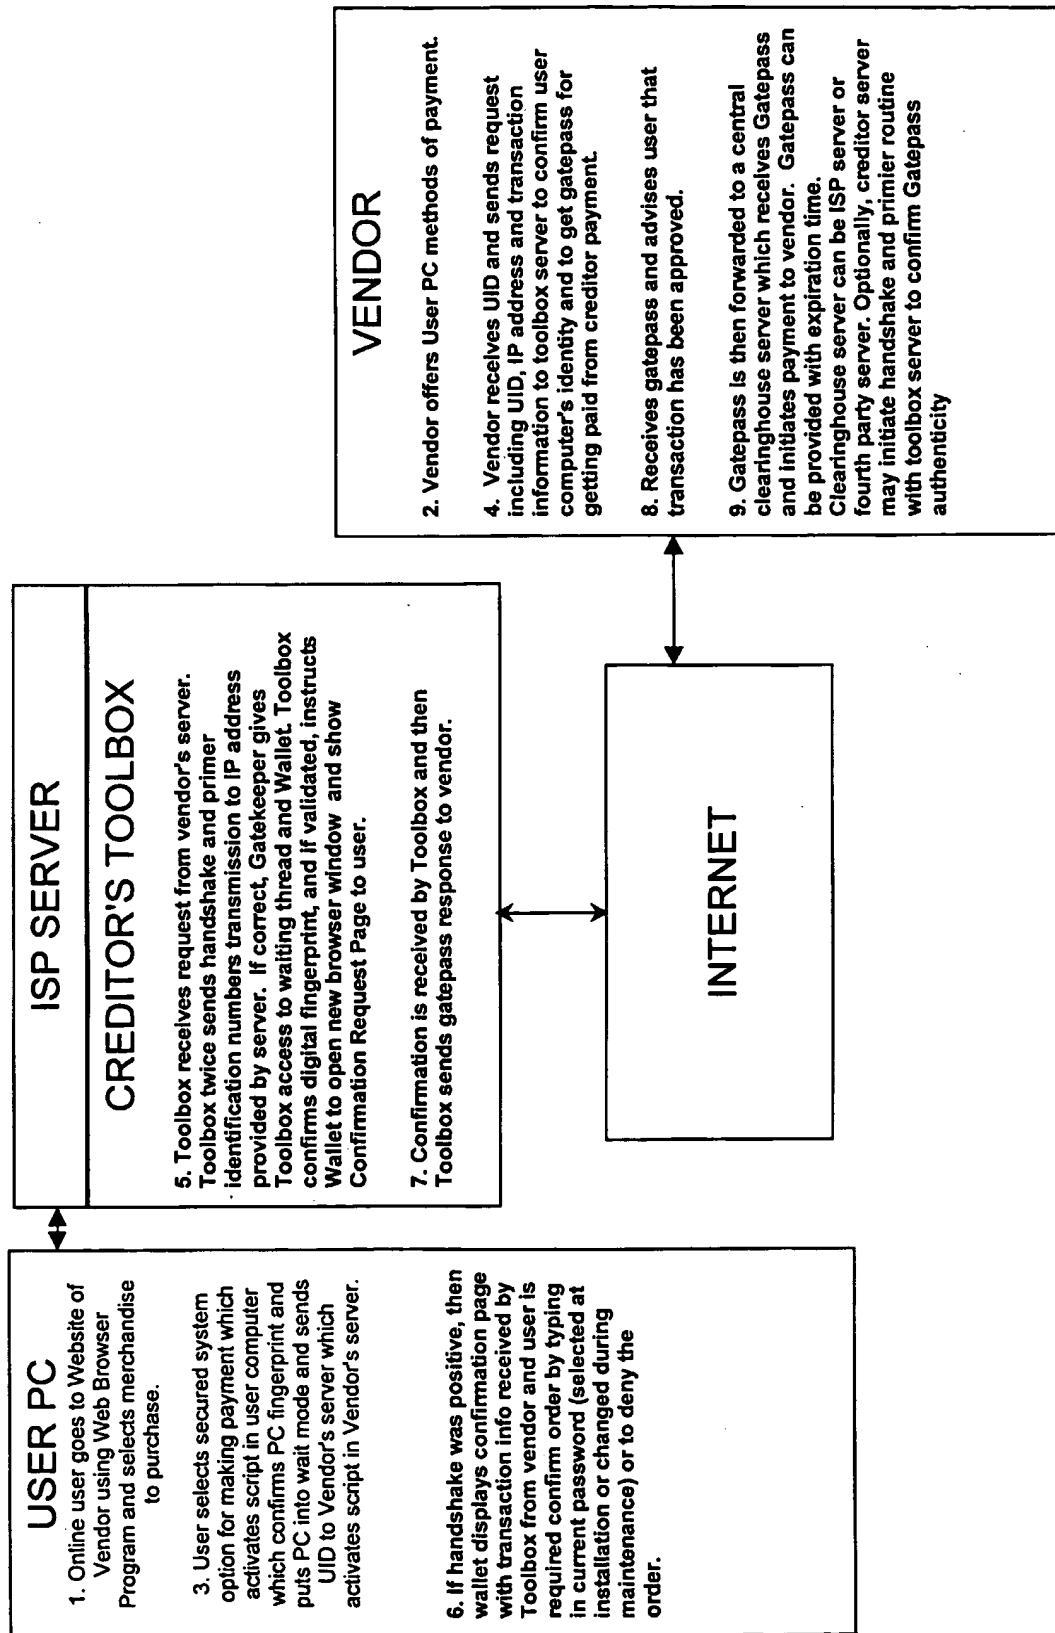 USER PC
1. Online user goes to Website of
Vendor using Web Browser
Program and selects merchandise
to purchase.
3. User selects secured system
option for making payment which
activates script in user computer
which confirms PC fingerprint and
puts PC into wait mode and sends
UID to Vendor's server which
activates script in Vendor's server.
6. If handshake was positive, then
wallet displays confirmation page
with transaction info received by
Toolbox from vendor and user is
required confirm order by typing
in current password (selected at
installation or changed during
maintenance) or to deny the
order.
ISP SERVER
CREDITOR'S TOOLBOX
5. Toolbox receives request from vendor's server.
Toolbox twice sends handshake and primer
identification numbers transmission to IP address
provided by server. If correct, Gatekeeper gives
Toolbox access to waiting thread and Wallet. Toolbox
confirms digital fingerprint, and if validated, instructs
Wallet to open new browser window and show
Confirmation Request Page to user.
7. Confirmation is received by Toolbox and then
Toolbox sends gatepass response to vendor.
INTERNET
VENDOR
2. Vendor offers User PC methods of payment.
4. Vendor receives UID and sends request
including UID, IP address and transaction
information to toolbox server to confirm user
computer's identity and to get gatepass for
getting paid from creditor payment.
8. Receives gatepass and advises user that
transaction has been approved.
9. Gatepass is then forwarded to a central
clearinghouse server which receives Gatepass
and initiates payment to vendor. Gatepass can
be provided with expiration time.
Clearinghouse server can be ISP server or
fourth party server. Optionally, creditor server
may initiate handshake and primier routine
with toolbox server to confirm Gatepass
authenticity